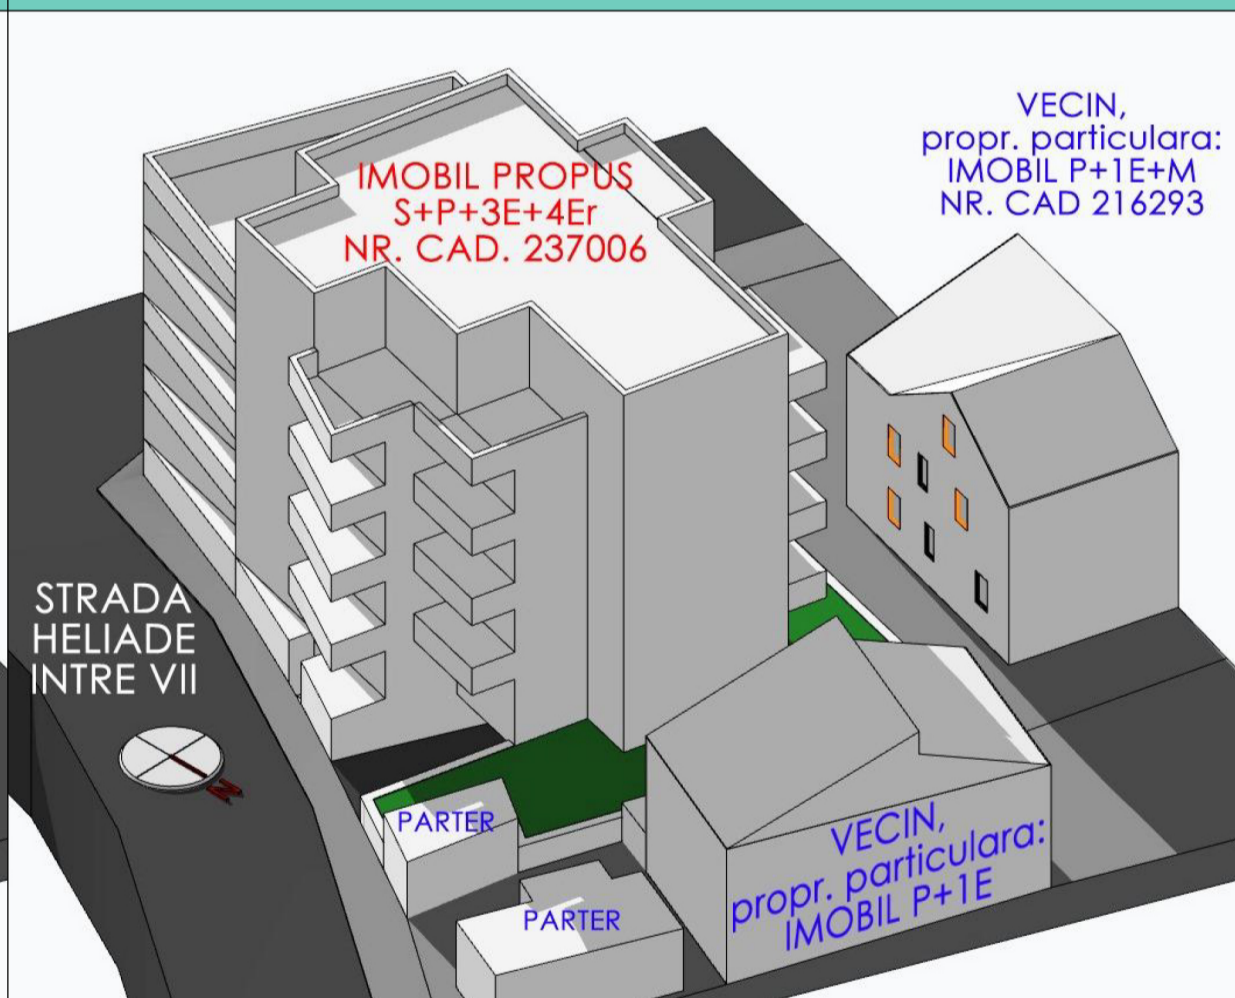 VECIN,
propr. particulara:
IMOBIL P+1E+M
NR. CAD 216293
IMOBIL PROPUS
S+P+3E+4Er
NR. CAD. 237006
STRADA
HELIADE
INTRE VII
N
PARTER
PARTER
VECIN,
propr. particulara:
IMOBIL P+1E